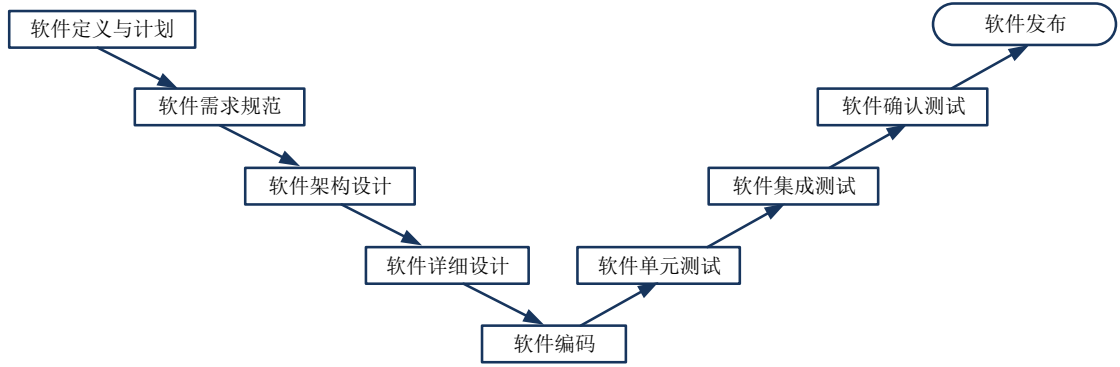 软件定义与计划
软件发布
软件需求规范
软件确认测试
软件架构设计
软件集成测试
软件详细设计
软件单元测试
软件编码